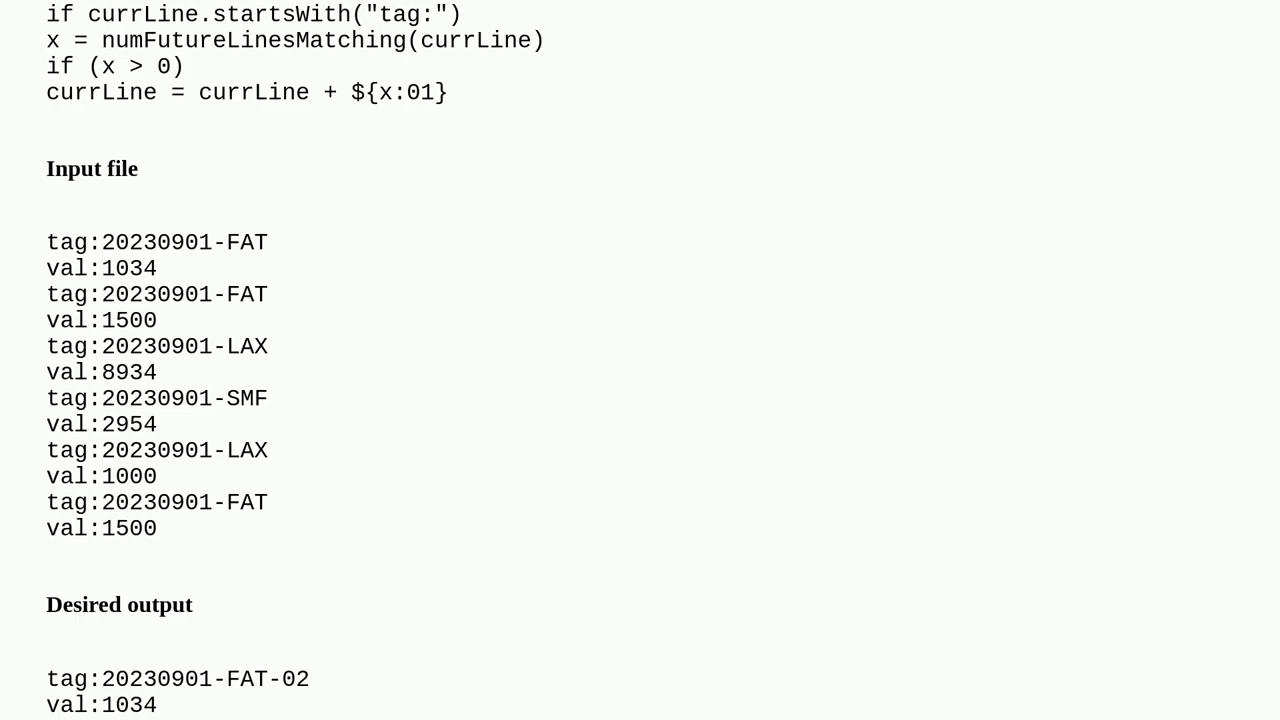 if currLine.startsWith("tag:")
x = numFutureLinesMatching(currLine)
if (x > 0)
currLine = currLine + ${x:01}
Input file
tag:20230901-FAT
val:1034
tag:20230901-FAT
val:1500
tag:20230901-LAX
val:8934
tag:20230901-SMF
val:2954
tag:20230901-LAX
val:1000
tag:20230901-FAT
val:1500
Desired output
tag:20230901-FAT-02
val:1034